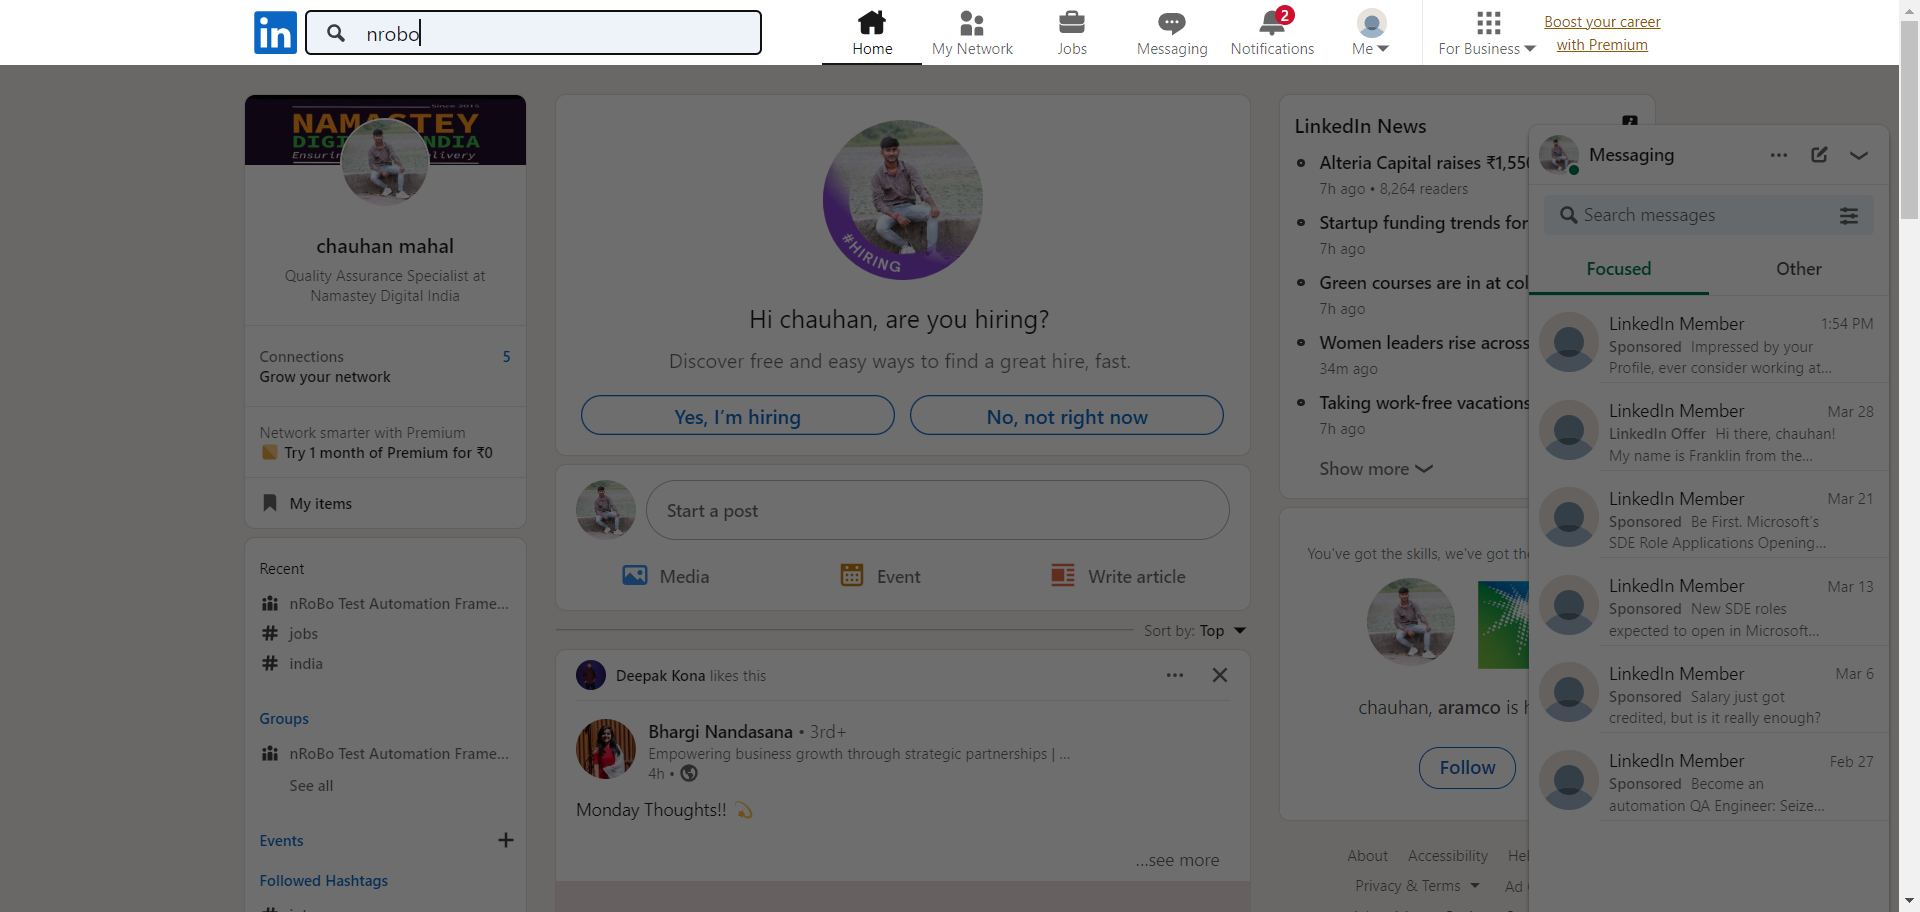 in
nrobo
Home
My Network
Jobs
Messaging
2
Notifications
Me
For Business
Boost your career
with Premium
Since 2015
NAMASTEY
chauhan mahal
Quality Assurance Specialist at
Namastey Digital India
Connections 5
Grow your network
Network smarter with Premium
Try 1 month of Premium for ₹0
My items
Recent
nRoBo Test Automation Frame...
# jobs
# india
Groups
nRoBo Test Automation Frame...
See all
Events +
Followed Hashtags
#HIRING
Hi chauhan, are you hiring?
Discover free and easy ways to find a great hire, fast.
Yes, I’m hiring
No, not right now
Start a post
Media
Event
Write article
Sort by: Top
Deepak Kona likes this
Bhargi Nandasana • 3rd+
Empowering business growth through strategic partnerships | ...
4h •
Monday Thoughts!!
...see more
LinkedIn News
Alteria Capital raises ₹1,550
7h ago • 8,264 readers
Startup funding trends for
7h ago
Green courses are in at col
7h ago
Women leaders rise across
34m ago
Taking work-free vacations
7h ago
Show more
You've got the skills, we've got the
chauhan, aramco is h
Follow
About Accessibility Hel
Privacy & Terms Ad
Messaging
Search messages
Focused
Other
LinkedIn Member 1:54 PM
Sponsored Impressed by your
Profile, ever consider working at...
LinkedIn Member Mar 28
LinkedIn Offer Hi there, chauhan!
My name is Franklin from the...
LinkedIn Member Mar 21
Sponsored Be First. Microsoft's
SDE Role Applications Opening...
LinkedIn Member Mar 13
Sponsored New SDE roles
expected to open in Microsoft...
LinkedIn Member Mar 6
Sponsored Salary just got
credited, but is it really enough?
LinkedIn Member Feb 27
Sponsored Become an
automation QA Engineer: Seize...